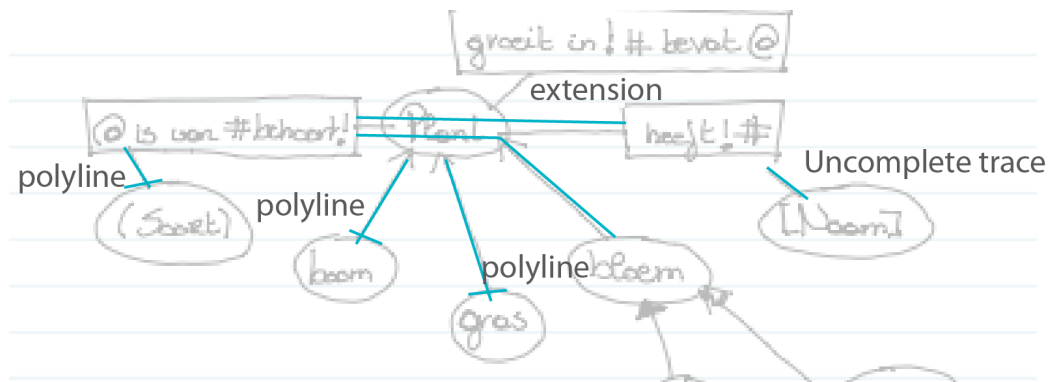 groeit in! # bevat @
extension
@ is van # behoort!
Plant
heeft! #
Uncomplete trace
polyline
(Soort)
polyline
[Naam]
boom
polyline
bloem
gras